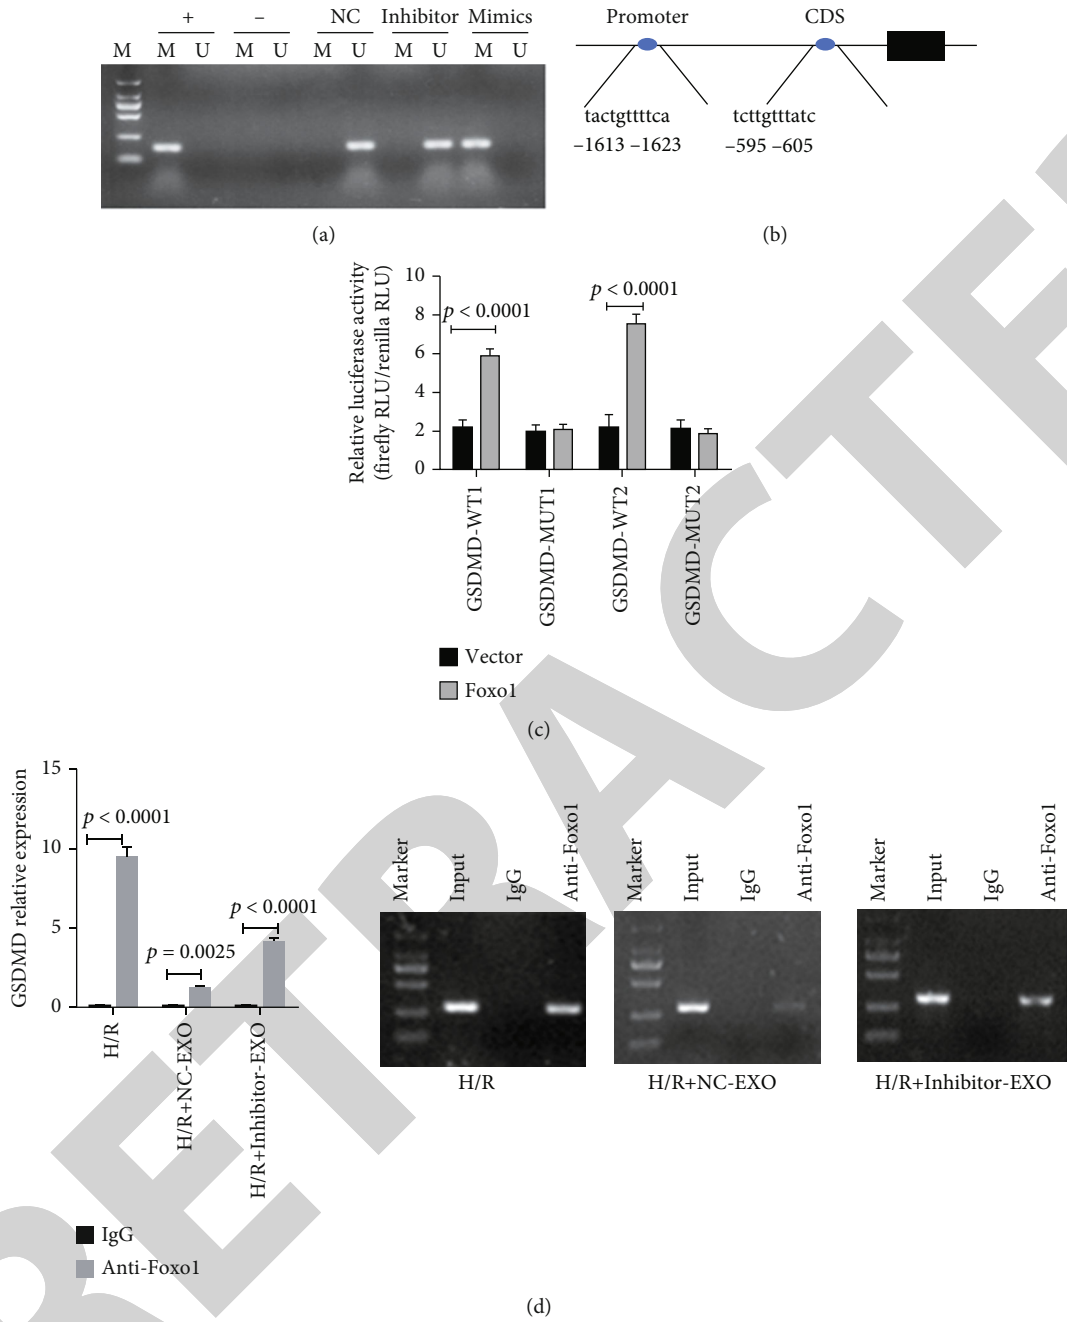 + – NC Inhibitor Mimics
M M U M U M U M U M U
(a)
Promoter CDS
tactgttttca tcttgtttatc
–1613 –1623 –595 –605
(b)
Relative luciferase activity
(firefly RLU/renilla RLU)
10
8
6
4
2
0
p < 0.0001
p < 0.0001
GSDMD-WT1
GSDMD-MUT1
GSDMD-WT2
GSDMD-MUT2
Vector
Foxo1
(c)
GSDMD relative expression
15
10
5
0
p < 0.0001
p = 0.0025
p < 0.0001
H/R
H/R+NC-EXO
H/R+Inhibitor-EXO
IgG
Anti-Foxo1
Marker
Input
IgG
Anti-Foxo1
H/R
Marker
Input
IgG
Anti-Foxo1
H/R+NC-EXO
Marker
Input
IgG
Anti-Foxo1
H/R+Inhibitor-EXO
(d)
RETRACTE